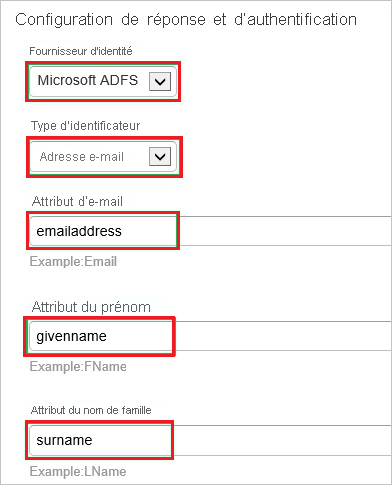 Configuration de réponse et d'authentification
Fournisseur d'identité
Microsoft ADFS
Type d'identificateur
Adresse e-mail
Attribut d'e-mail
emailaddress
Example:Email
Attribut du prénom
givenname
Example:FName
Attribut du nom de famille
surname
Example:LName